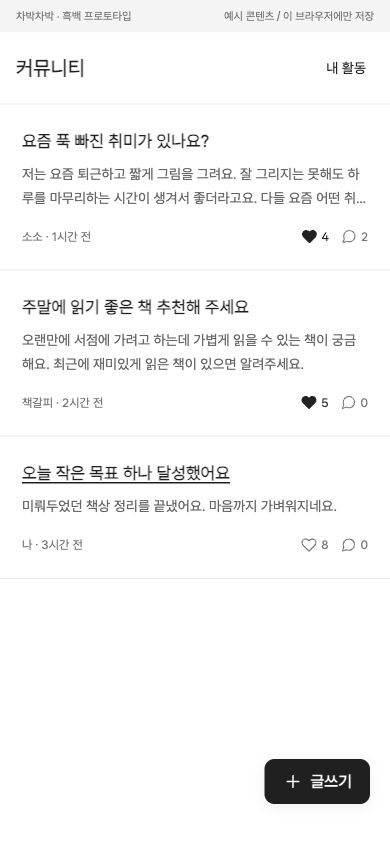 차박차박 · 흑백 프로토타입
예시 콘텐츠 / 이 브라우저에만 저장
커뮤니티
내 활동
요즘 푹 빠진 취미가 있나요?
저는 요즘 퇴근하고 짧게 그림을 그려요. 잘 그리지는 못해도 하
루를 마무리하는 시간이 생겨서 좋더라고요. 다들 요즘 어떤 취...
소소 · 1시간 전
4
2
주말에 읽기 좋은 책 추천해 주세요
오랜만에 서점에 가려고 하는데 가볍게 읽을 수 있는 책이 궁금
해요. 최근에 재미있게 읽은 책이 있으면 알려주세요.
책갈피 · 2시간 전
5
0
오늘 작은 목표 하나 달성했어요
미뤄두었던 책상 정리를 끝냈어요. 마음까지 가벼워지네요.
나 · 3시간 전
8
0
글쓰기